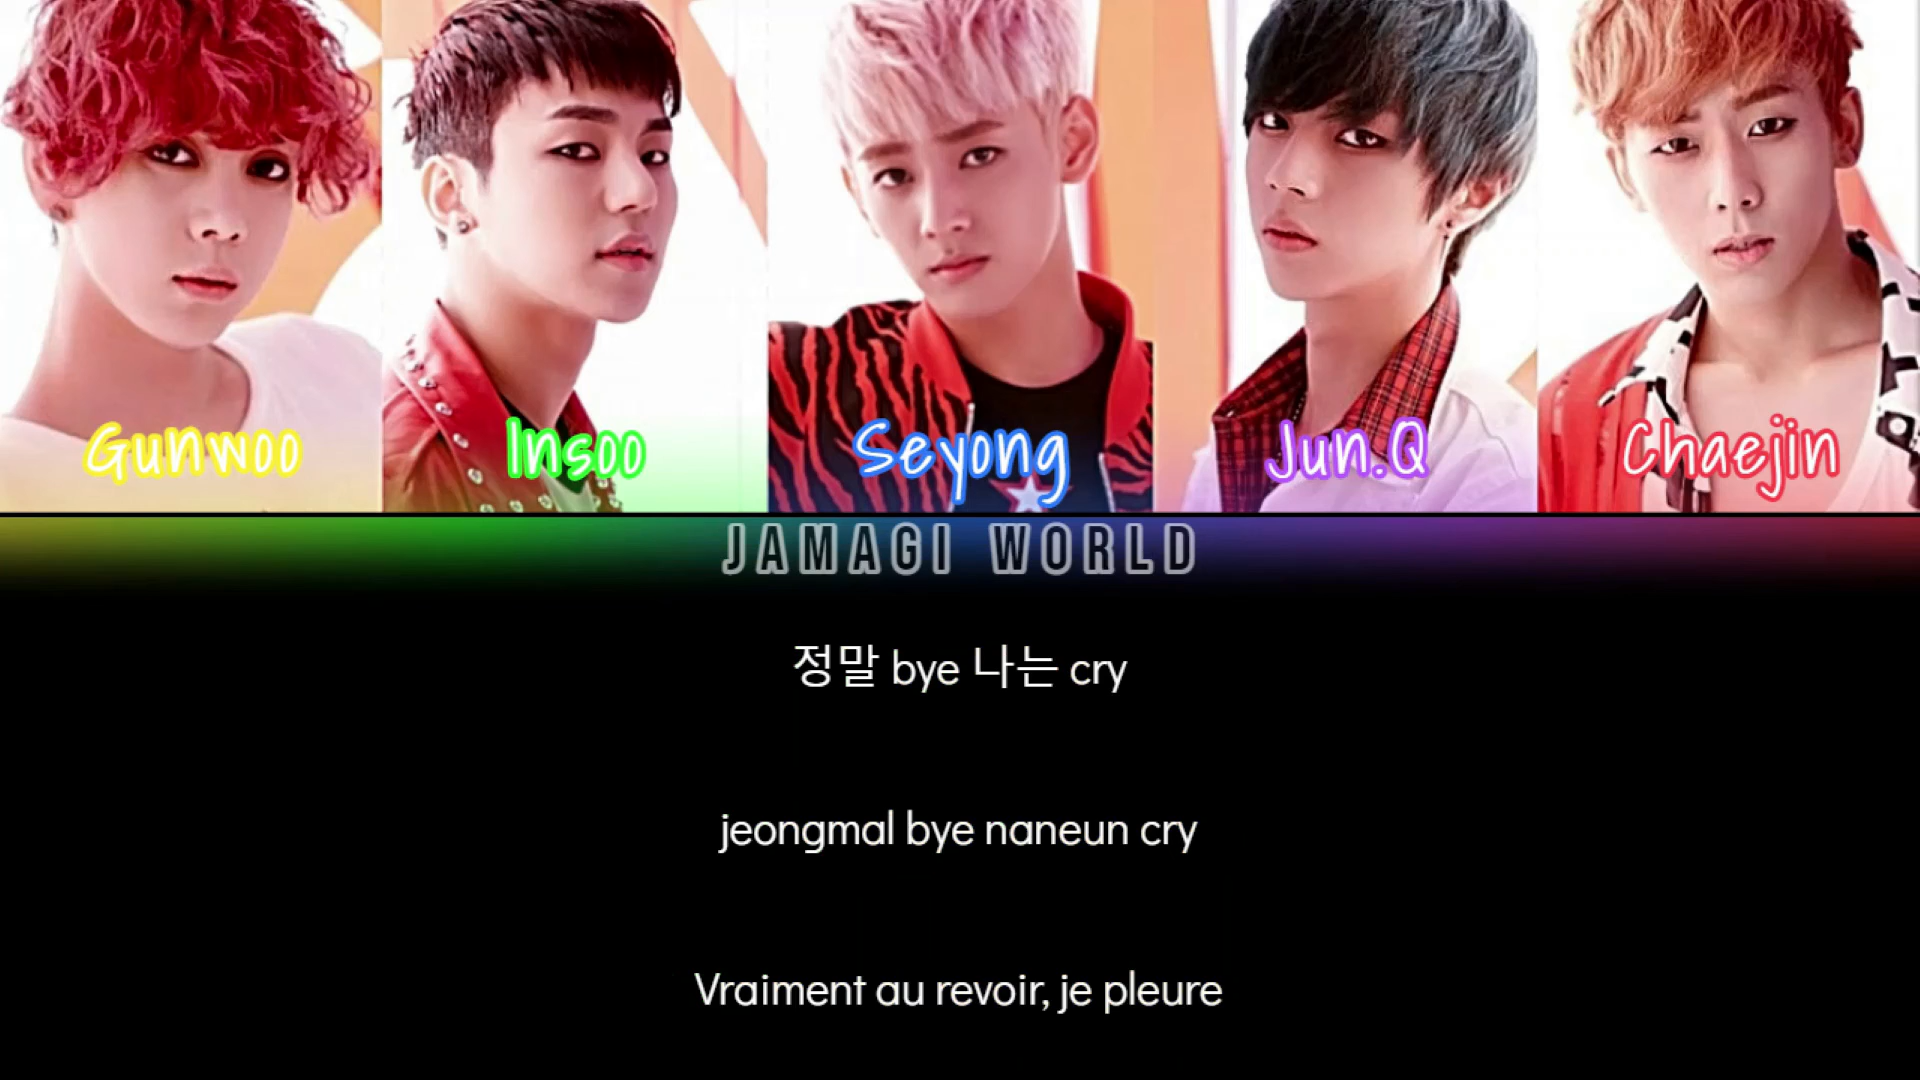 Gunwoo
Insoo
Seyong
Jun.Q
Chaejin
JAMAGI WORLD
정말 bye 나는 cry
jeongmal bye naneun cry
Vraiment au revoir, je pleure